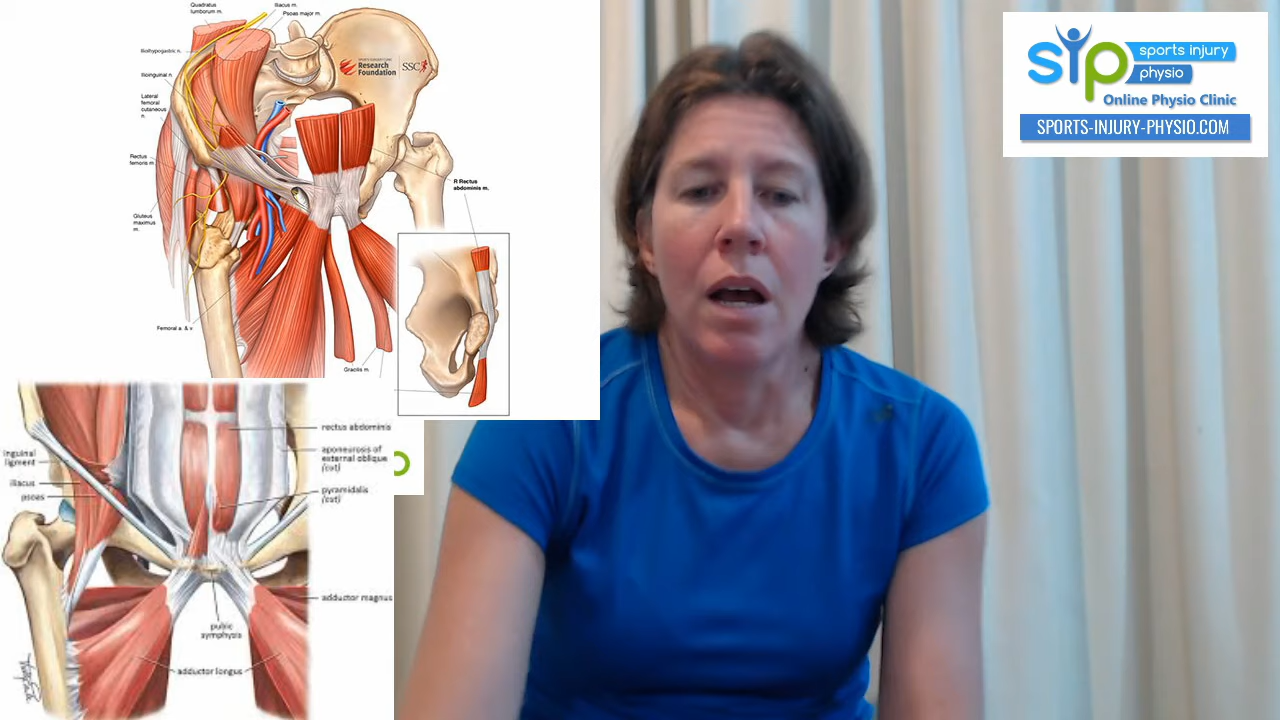 Quadratus
lumborum m.
Iliacus m.
Psoas major m.
Iliohypogastric n.
Ilioinguinal n.
Lateral
femoral
cutaneous
n.
Rectus
femoris m.
Gluteus
maximus
m.
Femoral a. & v.
Gracilis m.
R Rectus
abdominis m.
Research
Foundation
SSC
inguinal
ligament
iliacus
psoas
rectus abdominis
aponeurosis of
external oblique
(cut)
pyramidalis
(cut)
adductor magnus
pubic
symphysis
adductor longus
sip
sports injury
physio
Online Physio Clinic
SPORTS-INJURY-PHYSIO.COM